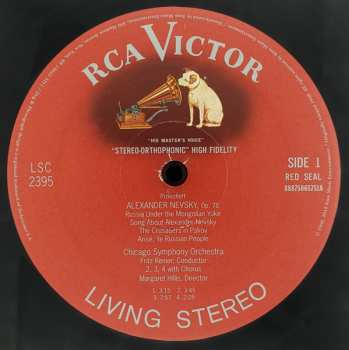 RCA VICTOR
"HIS MASTER'S VOICE"
"STEREO-ORTHOPHONIC" HIGH FIDELITY
LSC
2395
SIDE 1
RED SEAL
Prokofieff
ALEXANDER NEVSKY, Op. 78
Russia Under the Mongolian Yoke
Song About Alexander Nevsky
The Crusaders in Pskov
Arise, Ye Russian People
Chicago Symphony Orchestra
Fritz Reiner, Conductor
2, 3, 4 with Chorus
Margaret Hillis, Director
LIVING STEREO